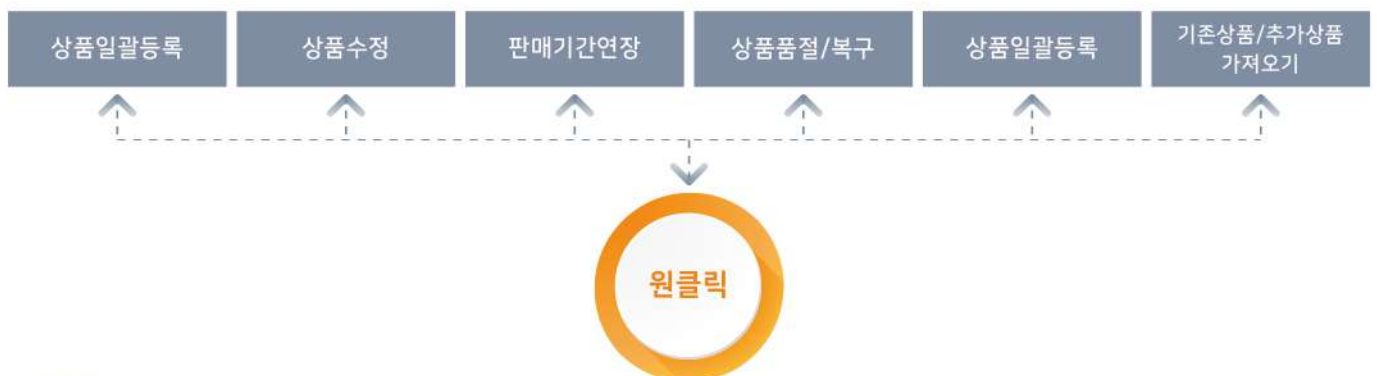 상품일괄등록
상품수정
판매기간연장
상품품절/복구
상품일괄등록
기존상품/추가상품
가져오기
원클릭